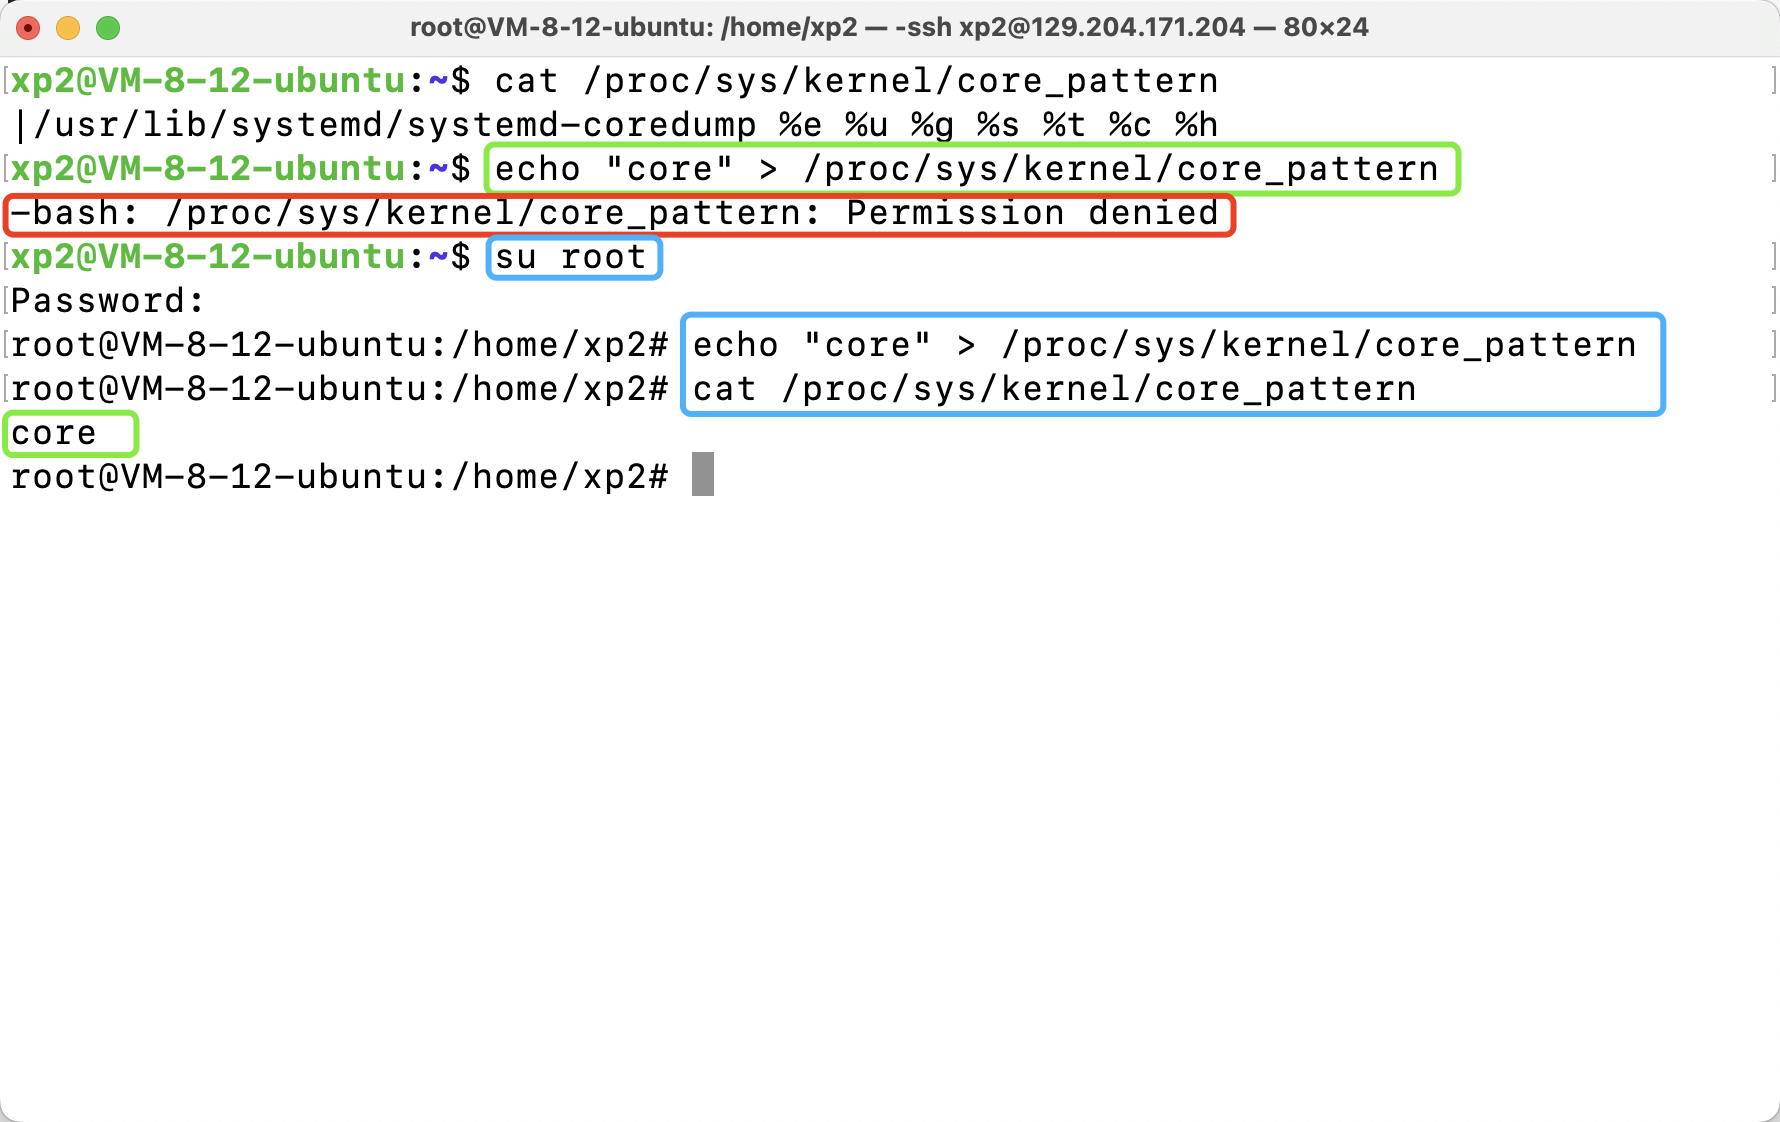 root@VM-8-12-ubuntu: /home/xp2 — -ssh xp2@129.204.171.204 — 80×24
xp2@VM-8-12-ubuntu:~$ cat /proc/sys/kernel/core_pattern
|/usr/lib/systemd/systemd-coredump %e %u %g %s %t %c %h
xp2@VM-8-12-ubuntu:~$ echo "core" > /proc/sys/kernel/core_pattern
-bash: /proc/sys/kernel/core_pattern: Permission denied
xp2@VM-8-12-ubuntu:~$ su root
Password:
root@VM-8-12-ubuntu:/home/xp2# echo "core" > /proc/sys/kernel/core_pattern
root@VM-8-12-ubuntu:/home/xp2# cat /proc/sys/kernel/core_pattern
core
root@VM-8-12-ubuntu:/home/xp2#